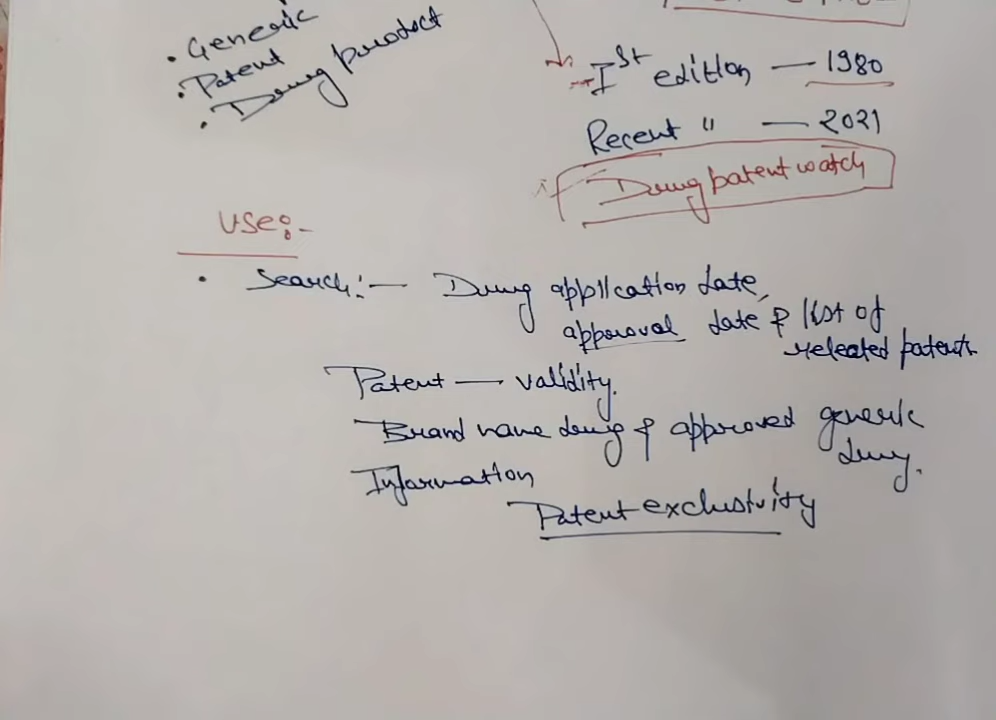 • Generic
• Patent
• Drug product
Ist edition — 1980
Recent " — 2021
Drug patent watch
USe:-
• Search:— Drug application date,
approval date & list of
releated patents
Patent — validity.
Brand name drug & approved generic
drug.
Information
Patent exclusivity